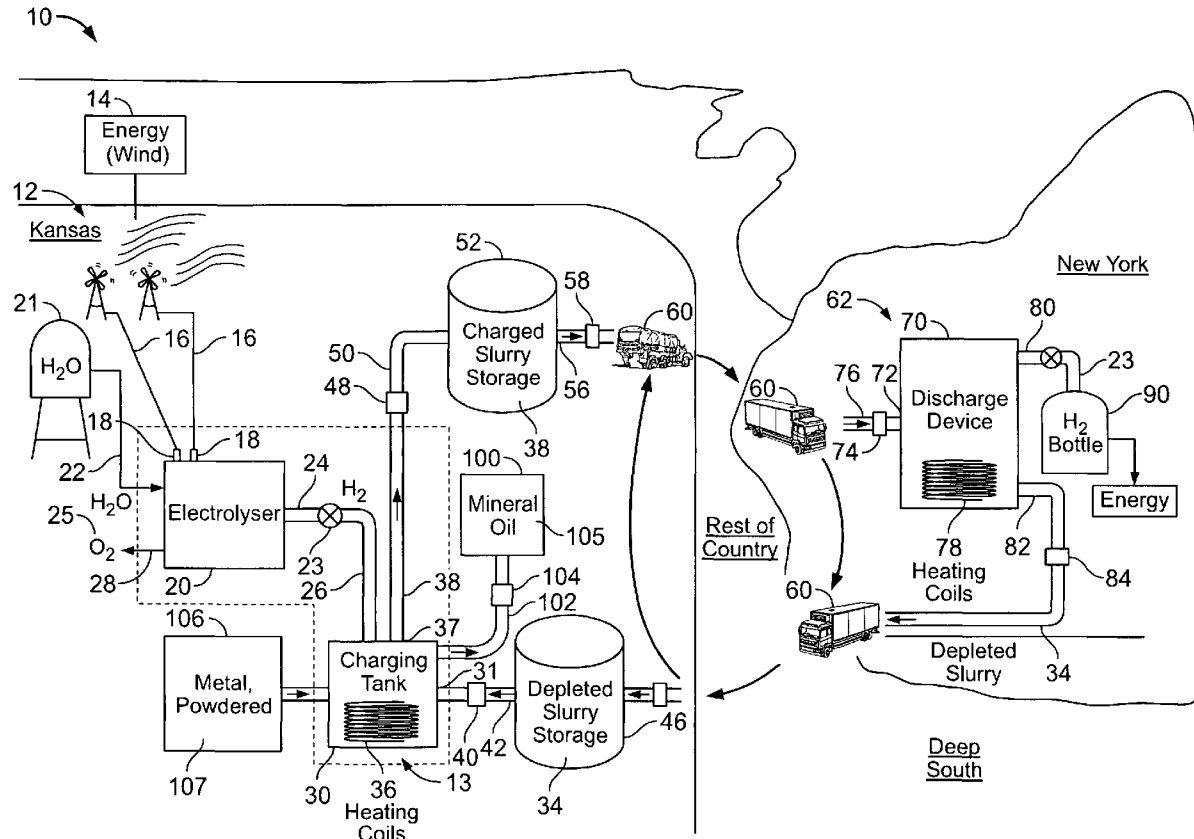 10
14
Energy
(Wind)
12
Kansas
52
New York
58
60
62
70
80
21
16
16
Charged
Slurry
Storage
H2O
50
56
60
76
72
23
48
Discharge
Device
90
H2
Bottle
18
18
38
74
22
24
H2
100
H2O
Electrolyser
Mineral
Oil
Energy
25
O2
105
Rest of
Country
78
82
28
20
23
26
38
104
Heating
Coils
84
102
60
106
37
Charging
Tank
31
Metal,
Powdered
Depleted
Slurry
Storage
Depleted
Slurry
34
40
42
46
107
30
36
13
34
Deep
South
Heating
Coils